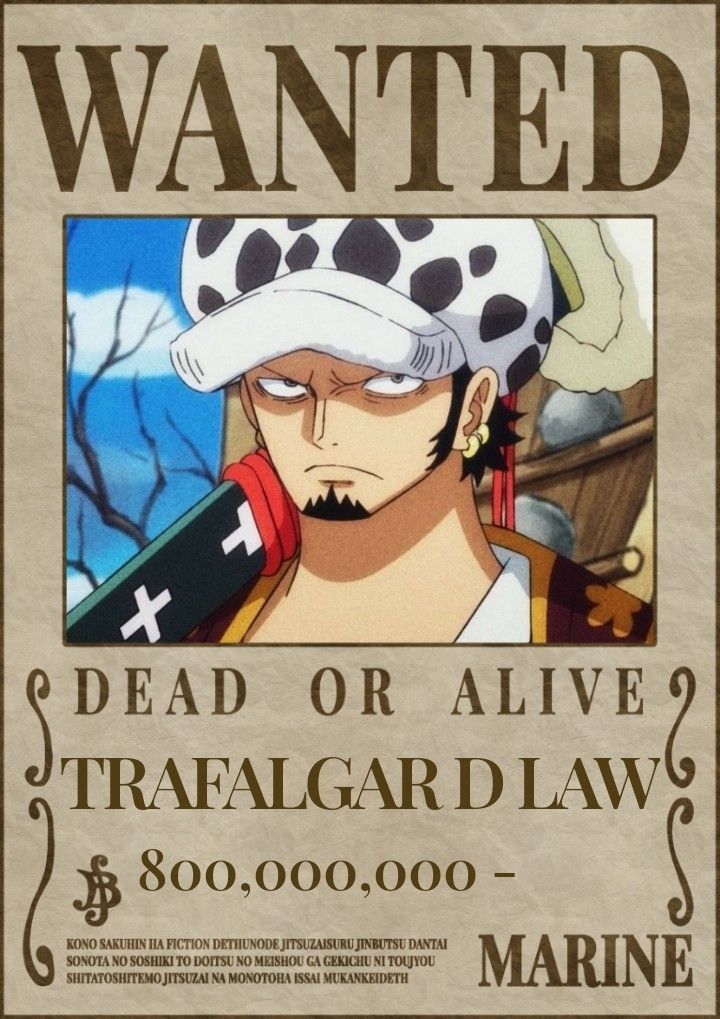 WANTED
DEAD OR ALIVE
TRAFALGAR D LAW
800,000,000 -
KONO SAKUHIN HA FICTION DETHUNODE JITSUZAISURU JINBUTSU DANTAI
SONOTA NO SOSHIKI TO DOITSU NO MEISHOU GA GEKICHU NI TOUJYOU
SHITATOSHITEMO JITSUZAI NA MONOTOHA ISSAI MUKANKEIDETH
MARINE